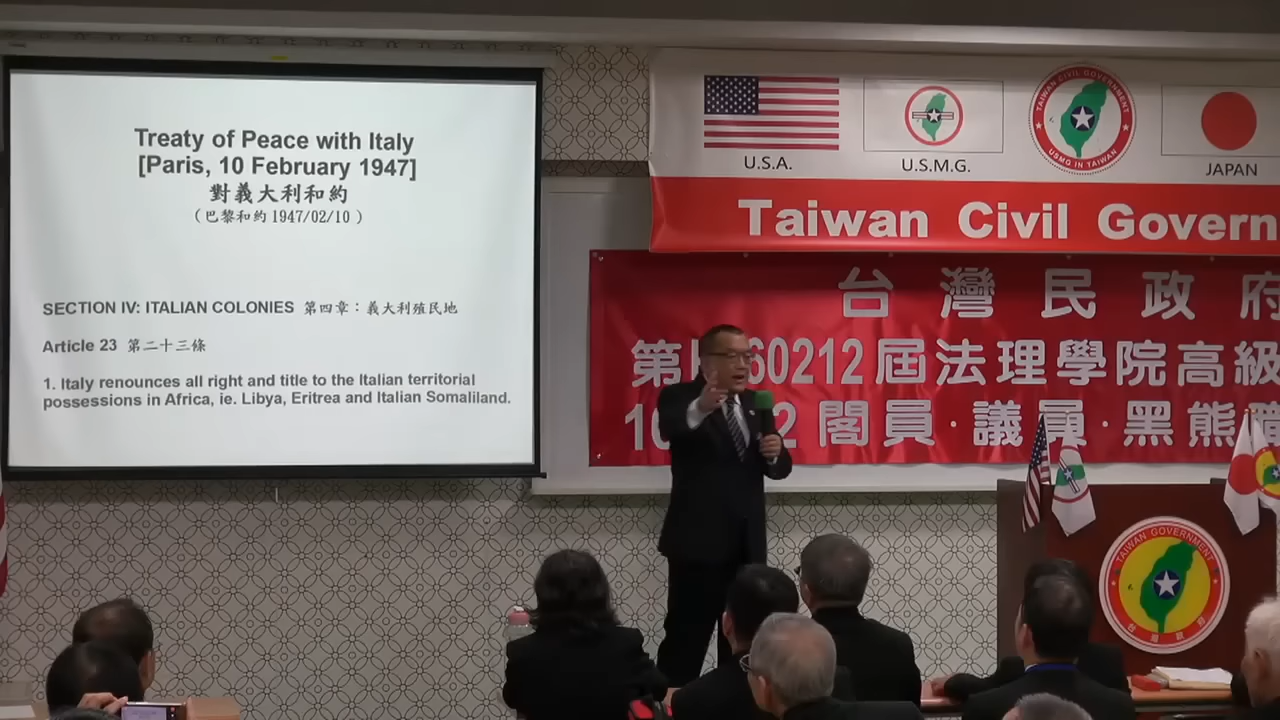 Treaty of Peace with Italy
[Paris, 10 February 1947]
對義大利和約
（巴黎和約 1947/02/10）
SECTION IV: ITALIAN COLONIES 第四章：義大利殖民地
Article 23 第二十三條
1. Italy renounces all right and title to the Italian territorial
possessions in Africa, ie. Libya, Eritrea and Italian Somaliland.
U.S.A.
U.S.M.G.
TAIWAN CIVIL GOVERNMENT
USMG IN TAIWAN
JAPAN
Taiwan Civil Govern
台灣民政府
第 60212屆法理學院高級
閣員·議員·黑熊
TAIWAN GOVERNMENT
台灣政府